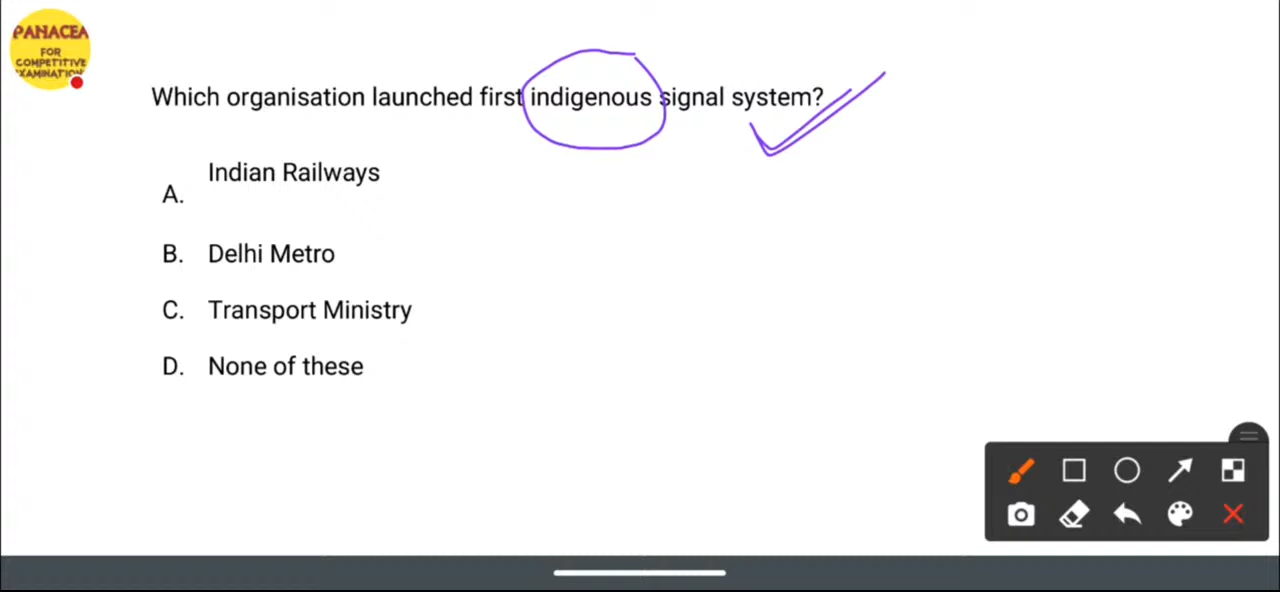 PANACEA
FOR
COMPETITIVE
EXAMINATION
Which organisation launched first indigenous signal system?
Indian Railways
A.
B. Delhi Metro
C. Transport Ministry
D. None of these